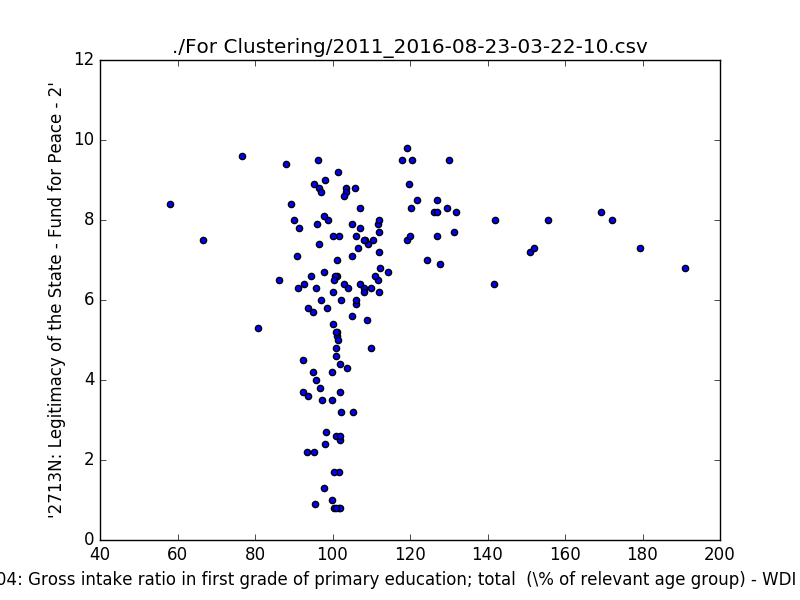 ./For Clustering/2011_2016-08-23-03-22-10.csv
12
10
8
6
4
2
0
'2713N: Legitimacy of the State - Fund for Peace - 2'
40 60 80 100 120 140 160 180 200
04: Gross intake ratio in first grade of primary education; total (\% of relevant age group) - WDI